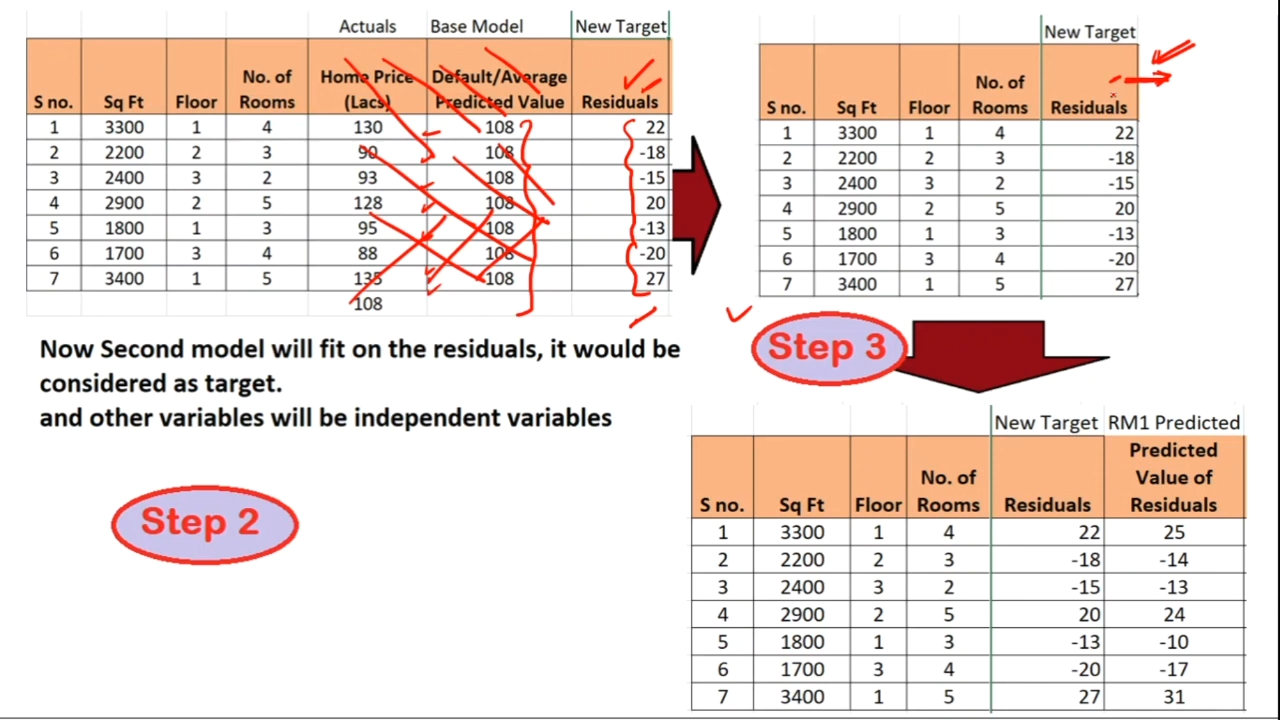 Actuals Base Model New Target
S no. Sq Ft Floor No. of Rooms Home Price (Lacs) Default/Average Predicted Value Residuals
1 3300 1 4 130 108 22
2 2200 2 3 90 108 -18
3 2400 3 2 93 108 -15
4 2900 2 5 128 108 20
5 1800 1 3 95 108 -13
6 1700 3 4 88 108 -20
7 3400 1 5 135 108 27
108
Now Second model will fit on the residuals, it would be
considered as target.
and other variables will be independent variables
Step 2
New Target
S no. Sq Ft Floor No. of Rooms Residuals
1 3300 1 4 22
2 2200 2 3 -18
3 2400 3 2 -15
4 2900 2 5 20
5 1800 1 3 -13
6 1700 3 4 -20
7 3400 1 5 27
Step 3
New Target RM1 Predicted
S no. Sq Ft Floor No. of Rooms Residuals Predicted Value of Residuals
1 3300 1 4 22 25
2 2200 2 3 -18 -14
3 2400 3 2 -15 -13
4 2900 2 5 20 24
5 1800 1 3 -13 -10
6 1700 3 4 -20 -17
7 3400 1 5 27 31